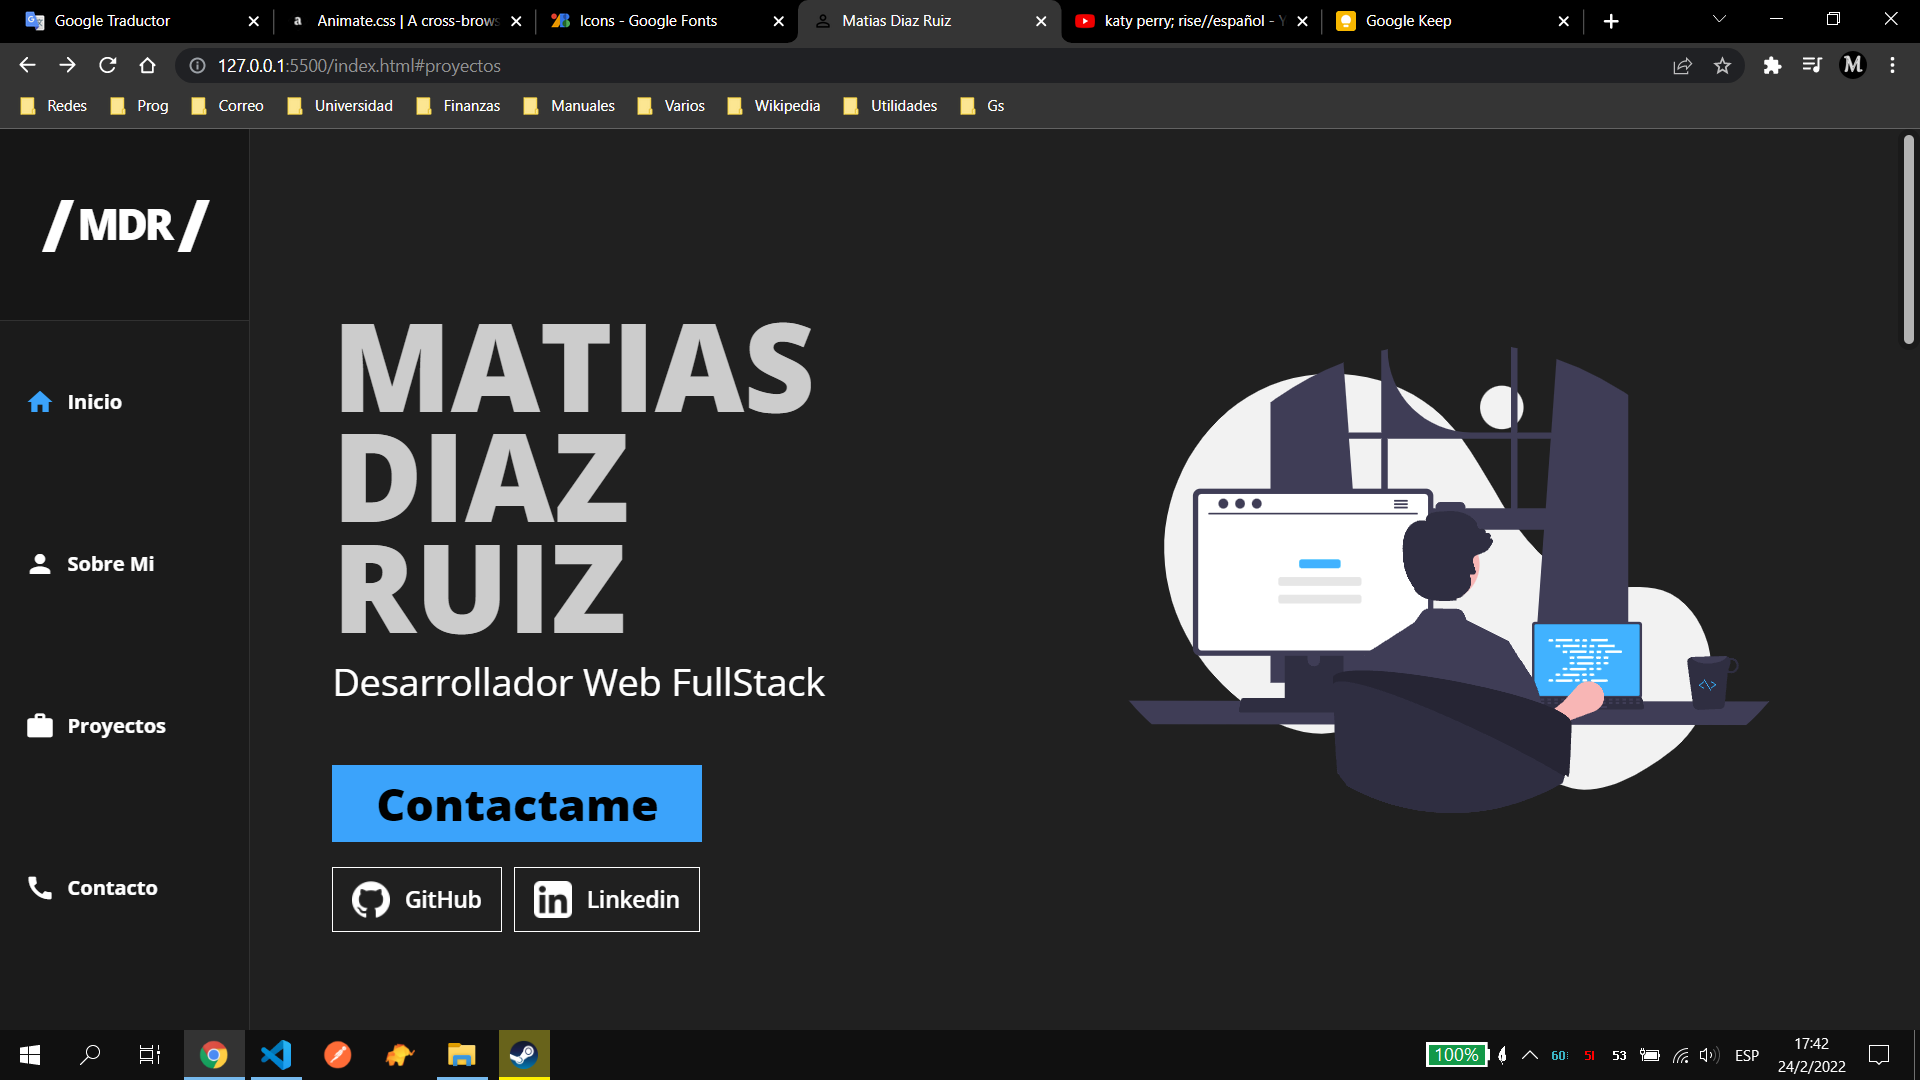 Google Traductor
Animate.css | A cross-brows
Icons - Google Fonts
Matias Diaz Ruiz
katy perry; rise//español - Y
Google Keep
127.0.0.1:5500/index.html#proyectos
M
Redes
Prog
Correo
Universidad
Finanzas
Manuales
Varios
Wikipedia
Utilidades
Gs
/MDR/
Inicio
Sobre Mi
Proyectos
Contacto
MATIAS
DIAZ
RUIZ
Desarrollador Web FullStack
Contactame
GitHub
in Linkedin
100%
60
51
53
ESP
17:42
24/2/2022